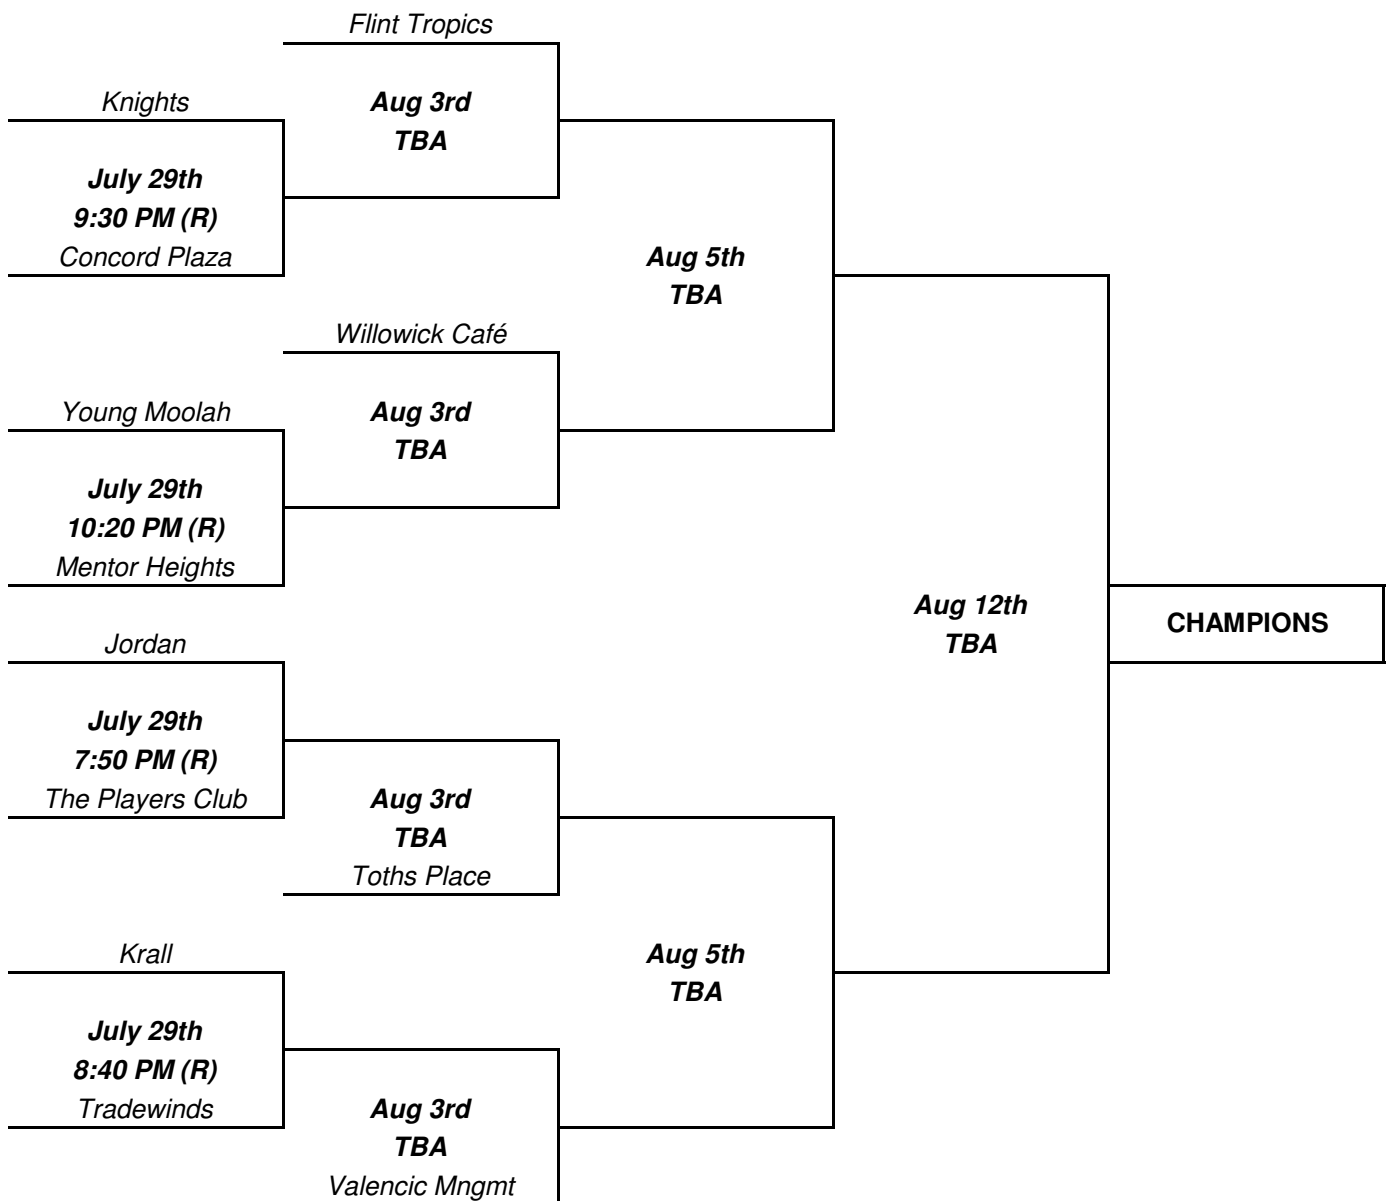 Flint Tropics
Knights
Aug 3rd
TBA
July 29th
9:30 PM (R)
Concord Plaza
Aug 5th
TBA
Willowick Café
Young Moolah
Aug 3rd
TBA
July 29th
10:20 PM (R)
Mentor Heights
Aug 12th
TBA
CHAMPIONS
Jordan
July 29th
7:50 PM (R)
The Players Club
Aug 3rd
TBA
Toths Place
Krall
Aug 5th
TBA
July 29th
8:40 PM (R)
Tradewinds
Aug 3rd
TBA
Valencic Mngmt